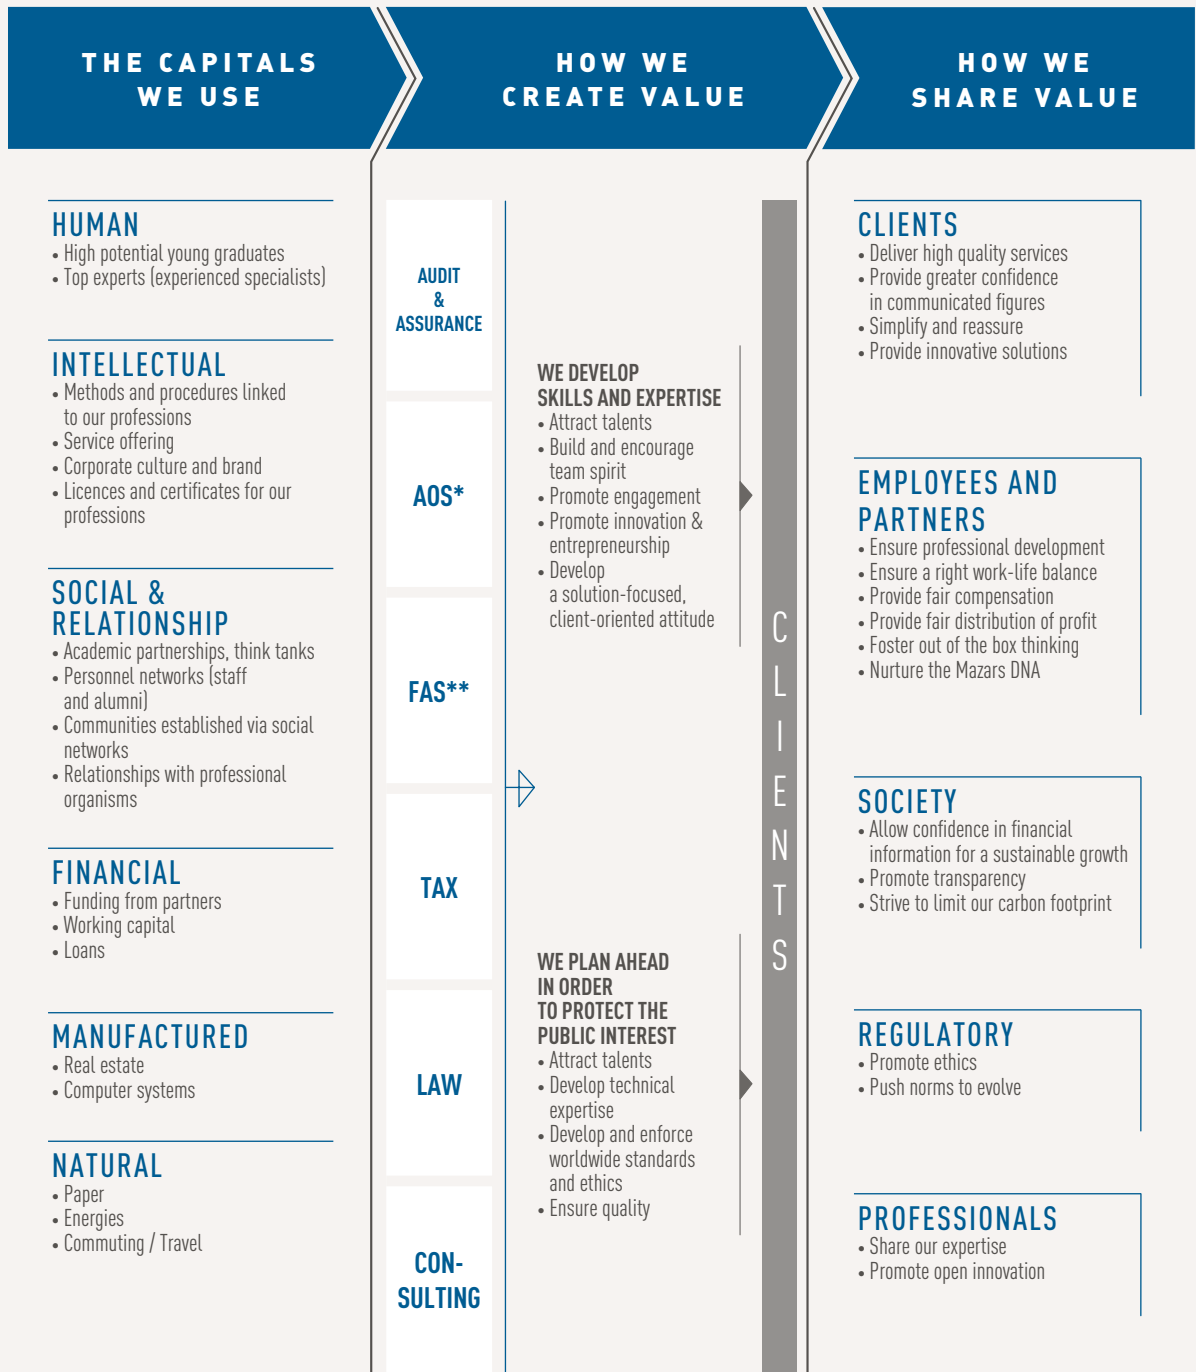 THE CAPITALS
WE USE
HUMAN
• High potential young graduates
• Top experts (experienced specialists)
INTELLECTUAL
• Methods and procedures linked
to our professions
• Service offering
• Corporate culture and brand
• Licences and certificates for our
professions
SOCIAL &
RELATIONSHIP
• Academic partnerships, think tanks
• Personnel networks (staff
and alumni)
• Communities established via social
networks
• Relationships with professional
organisms
FINANCIAL
• Funding from partners
• Working capital
• Loans
MANUFACTURED
• Real estate
• Computer systems
NATURAL
• Paper
• Energies
• Commuting / Travel
HOW WE
CREATE VALUE
AUDIT
&
ASSURANCE
AOS*
FAS**
TAX
LAW
CON-
SULTING
WE DEVELOP
SKILLS AND EXPERTISE
• Attract talents
• Build and encourage
team spirit
• Promote engagement
• Promote innovation &
entrepreneurship
• Develop
a solution-focused,
client-oriented attitude
WE PLAN AHEAD
IN ORDER
TO PROTECT THE
PUBLIC INTEREST
• Attract talents
• Develop technical
expertise
• Develop and enforce
worldwide standards
and ethics
• Ensure quality
CLIENTS
HOW WE
SHARE VALUE
CLIENTS
• Deliver high quality services
• Provide greater confidence
in communicated figures
• Simplify and reassure
• Provide innovative solutions
EMPLOYEES AND
PARTNERS
• Ensure professional development
• Ensure a right work-life balance
• Provide fair compensation
• Provide fair distribution of profit
• Foster out of the box thinking
• Nurture the Mazars DNA
SOCIETY
• Allow confidence in financial
information for a sustainable growth
• Promote transparency
• Strive to limit our carbon footprint
REGULATORY
• Promote ethics
• Push norms to evolve
PROFESSIONALS
• Share our expertise
• Promote open innovation